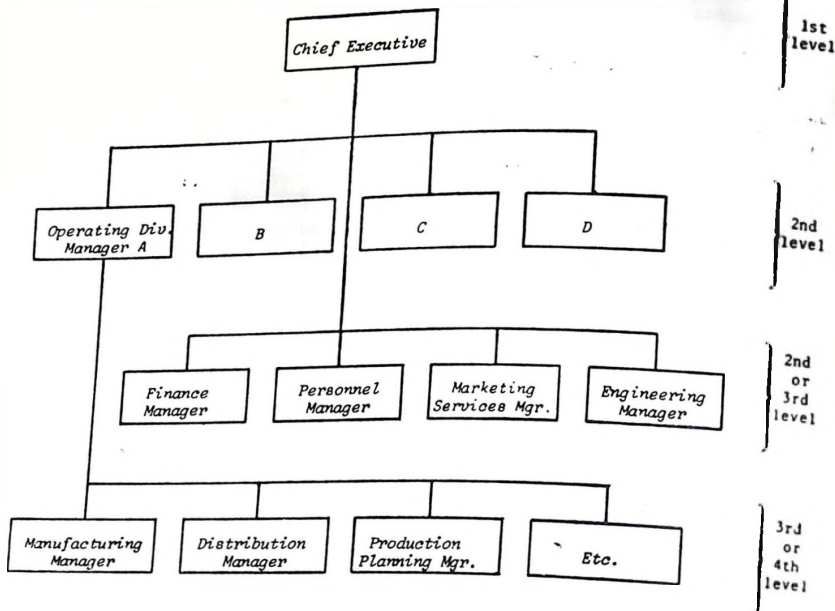 Chief Executive
1st
level
Operating Div.
Manager A
B
C
D
2nd
level
Finance
Manager
Personnel
Manager
Marketing
Services Mgr.
Engineering
Manager
2nd
or
3rd
level
Manufacturing
Manager
Distribution
Manager
Production
Planning Mgr.
Etc.
3rd
or
4th
level